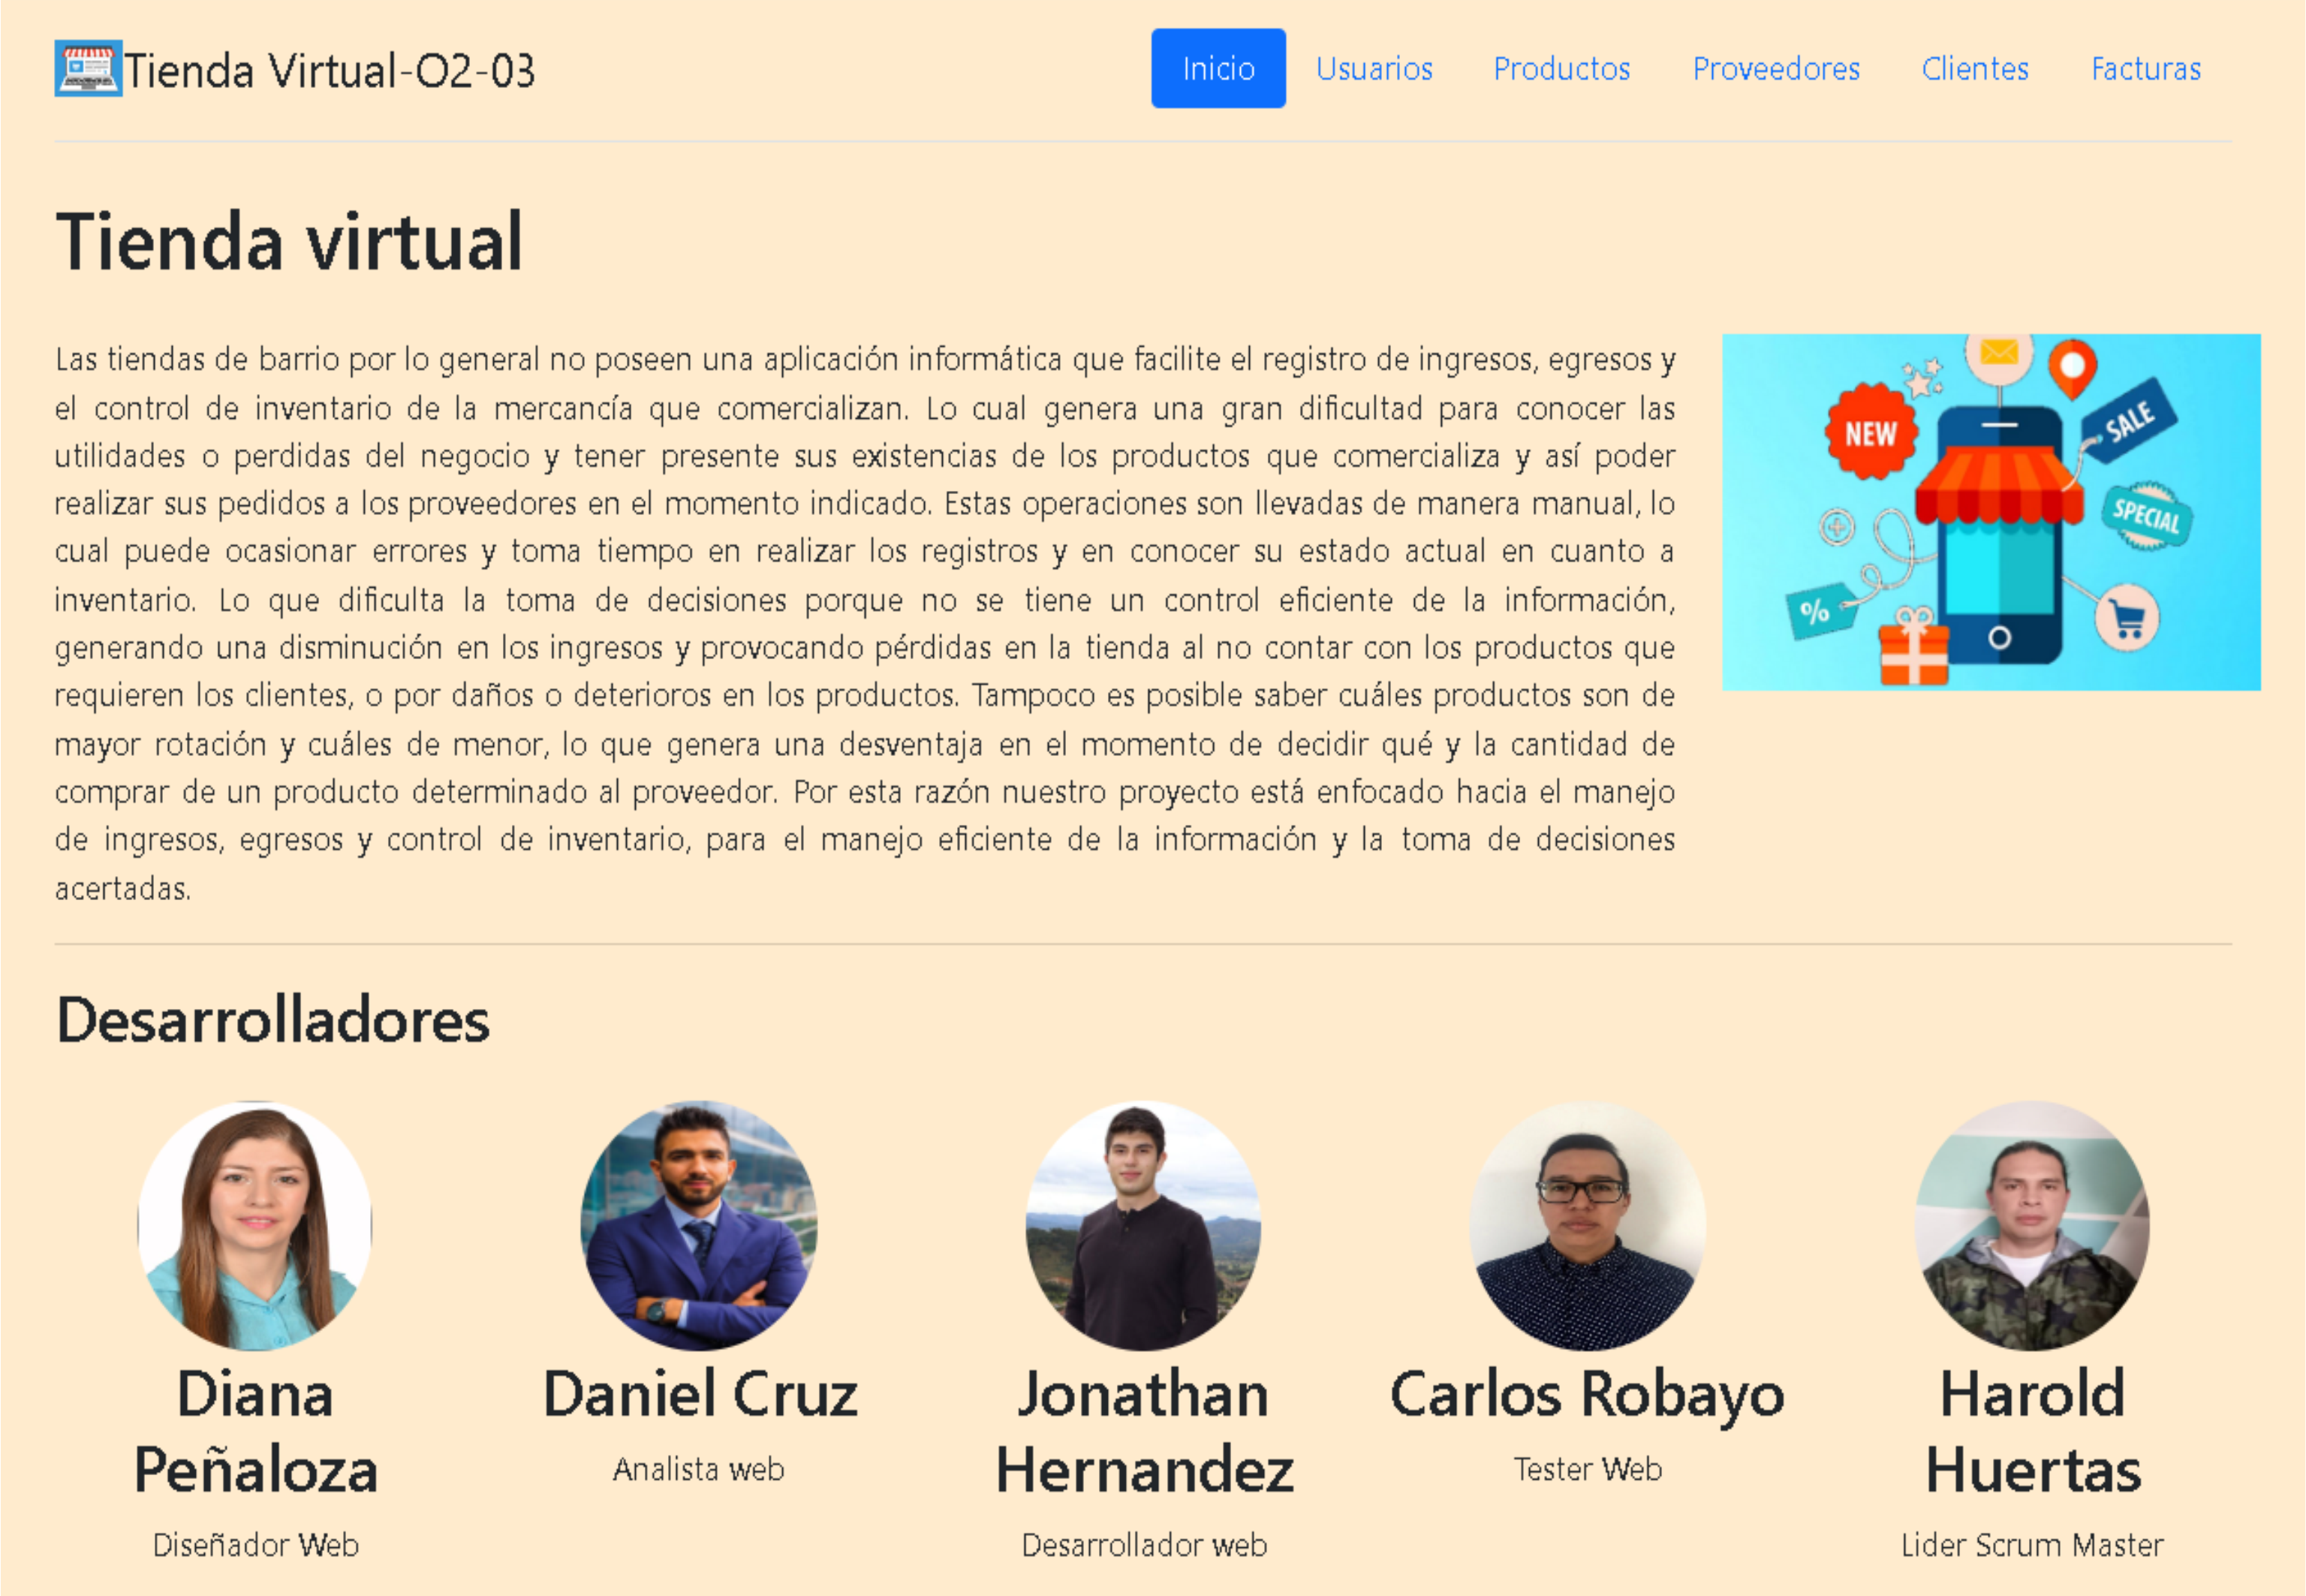 Tienda Virtual-O2-03
Inicio Usuarios Productos Proveedores Clientes Facturas
Tienda virtual
Las tiendas de barrio por lo general no poseen una aplicación informática que facilite el registro de ingresos, egresos y
el control de inventario de la mercancía que comercializan. Lo cual genera una gran dificultad para conocer las
utilidades o perdidas del negocio y tener presente sus existencias de los productos que comercializa y así poder
realizar sus pedidos a los proveedores en el momento indicado. Estas operaciones son llevadas de manera manual, lo
cual puede ocasionar errores y toma tiempo en realizar los registros y en conocer su estado actual en cuanto a
inventario. Lo que dificulta la toma de decisiones porque no se tiene un control eficiente de la información,
generando una disminución en los ingresos y provocando pérdidas en la tienda al no contar con los productos que
requieren los clientes, o por daños o deterioros en los productos. Tampoco es posible saber cuáles productos son de
mayor rotación y cuáles de menor, lo que genera una desventaja en el momento de decidir qué y la cantidad de
comprar de un producto determinado al proveedor. Por esta razón nuestro proyecto está enfocado hacia el manejo
de ingresos, egresos y control de inventario, para el manejo eficiente de la información y la toma de decisiones
acertadas.
NEW
SALE
SPECIAL
%
Desarrolladores
Diana
Peñaloza
Diseñador Web
Daniel Cruz
Analista web
Jonathan
Hernandez
Desarrollador web
Carlos Robayo
Tester Web
Harold
Huertas
Lider Scrum Master